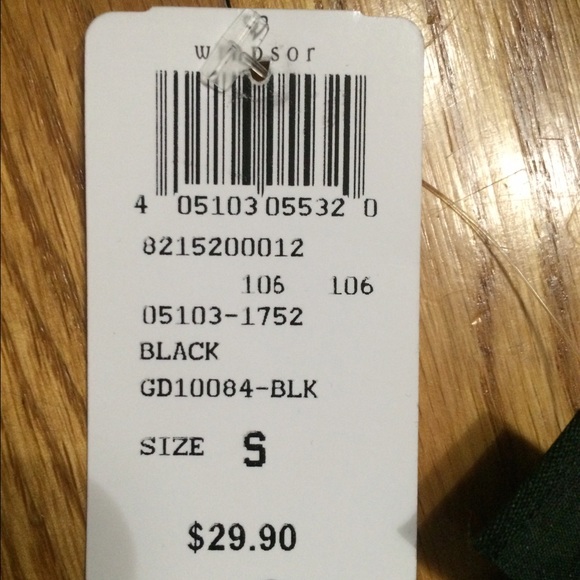 windsor
4 05103 05532 0
8215200012
106 106
05103-1752
BLACK
GD10084-BLK
SIZE S
$29.90